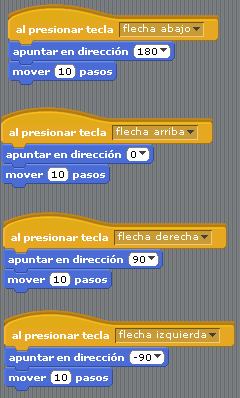 al presionar tecla flecha abajo
apuntar en dirección 180
mover 10 pasos
al presionar tecla flecha arriba
apuntar en dirección 0
mover 10 pasos
al presionar tecla flecha derecha
apuntar en dirección 90
mover 10 pasos
al presionar tecla flecha izquierda
apuntar en dirección -90
mover 10 pasos